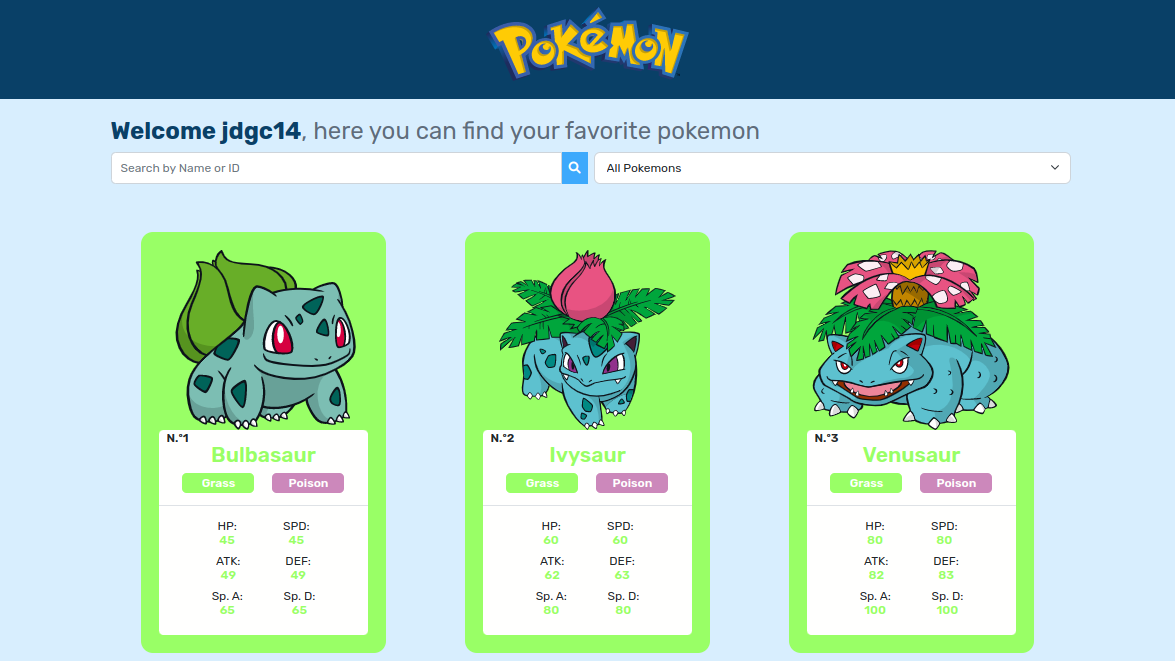 POKéMON
Welcome jdgc14, here you can find your favorite pokemon
Search by Name or ID
All Pokemons
N.°1
Bulbasaur
Grass Poison
HP: SPD:
45 45
ATK: DEF:
49 49
Sp. A: Sp. D:
65 65
N.°2
Ivysaur
Grass Poison
HP: SPD:
60 60
ATK: DEF:
62 63
Sp. A: Sp. D:
80 80
N.°3
Venusaur
Grass Poison
HP: SPD:
80 80
ATK: DEF:
82 83
Sp. A: Sp. D:
100 100